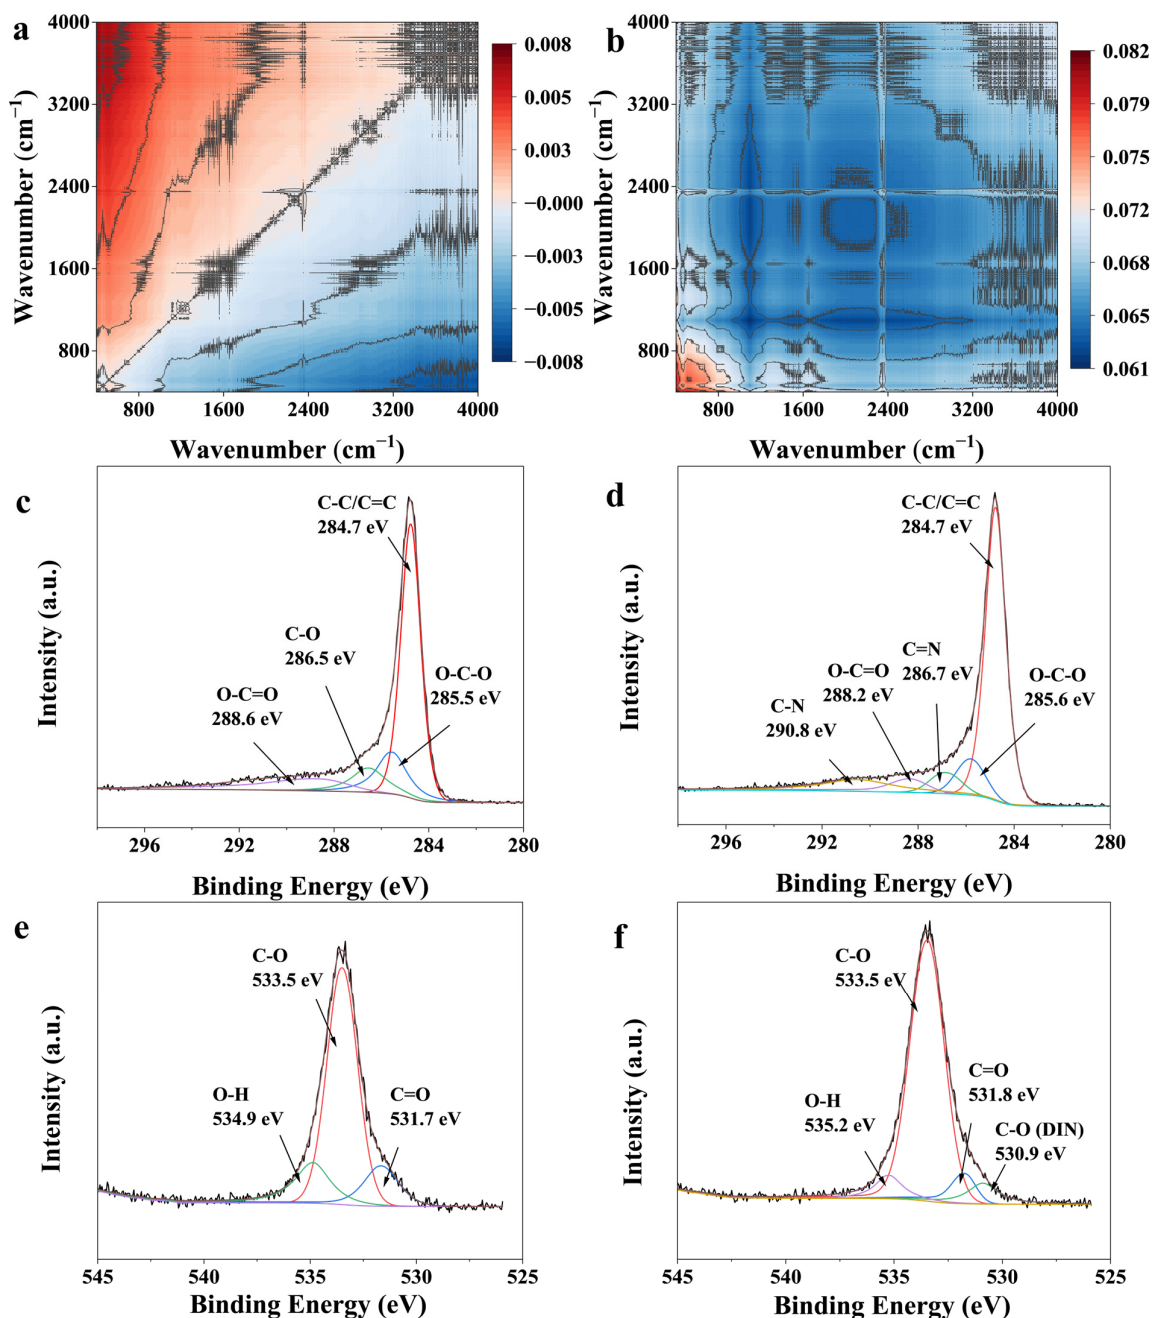 a
4000
3200
2400
1600
800
Wavenumber (cm⁻¹)
800 1600 2400 3200 4000
Wavenumber (cm⁻¹)
0.008
0.005
0.003
−0.000
−0.003
−0.005
−0.008
b
4000
3200
2400
1600
800
Wavenumber (cm⁻¹)
800 1600 2400 3200 4000
Wavenumber (cm⁻¹)
0.082
0.079
0.075
0.072
0.068
0.065
0.061
c
Intensity (a.u.)
C-C/C=C
284.7 eV
C-O
286.5 eV
O-C=O
288.6 eV
O-C-O
285.5 eV
296 292 288 284 280
Binding Energy (eV)
d
Intensity (a.u.)
C-C/C=C
284.7 eV
C=N
286.7 eV
O-C=O
288.2 eV
C-N
290.8 eV
O-C-O
285.6 eV
296 292 288 284 280
Binding Energy (eV)
e
Intensity (a.u.)
C-O
533.5 eV
O-H
534.9 eV
C=O
531.7 eV
545 540 535 530 525
Binding Energy (eV)
f
Intensity (a.u.)
C-O
533.5 eV
O-H
535.2 eV
C=O
531.8 eV
C-O (DIN)
530.9 eV
545 540 535 530 525
Binding Energy (eV)